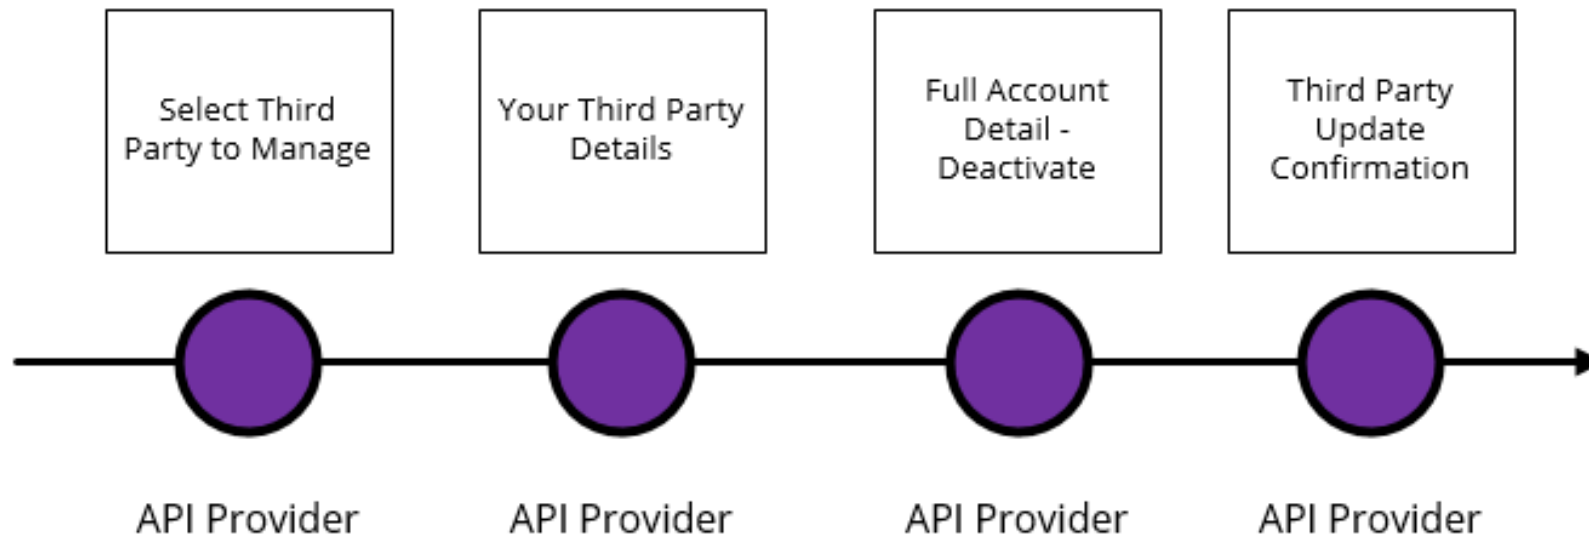 Select Third
Party to Manage
Your Third Party
Details
Full Account
Detail -
Deactivate
Third Party
Update
Confirmation
API Provider
API Provider
API Provider
API Provider